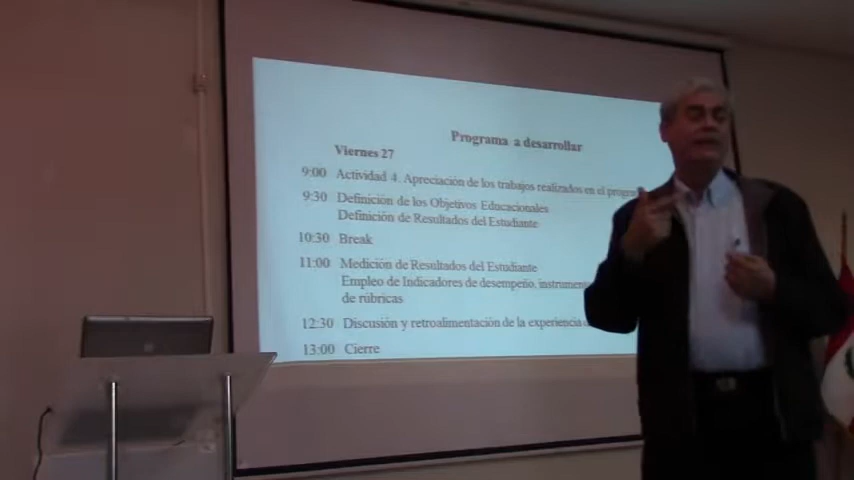 Programa a desarrollar
Viernes 27
9:00 Actividad 4. Apreciación de los trabajos realizados en el
9:30 Definición de los Objetivos Educacionales
Definición de Resultados del Estudiante
10:30 Break
11:00 Medición de Resultados del Estudiante
Empleo de Indicadores de desempeño,
de rúbricas
12:30 Discusión y retroalimentación de la experiencia
13:00 Cierre